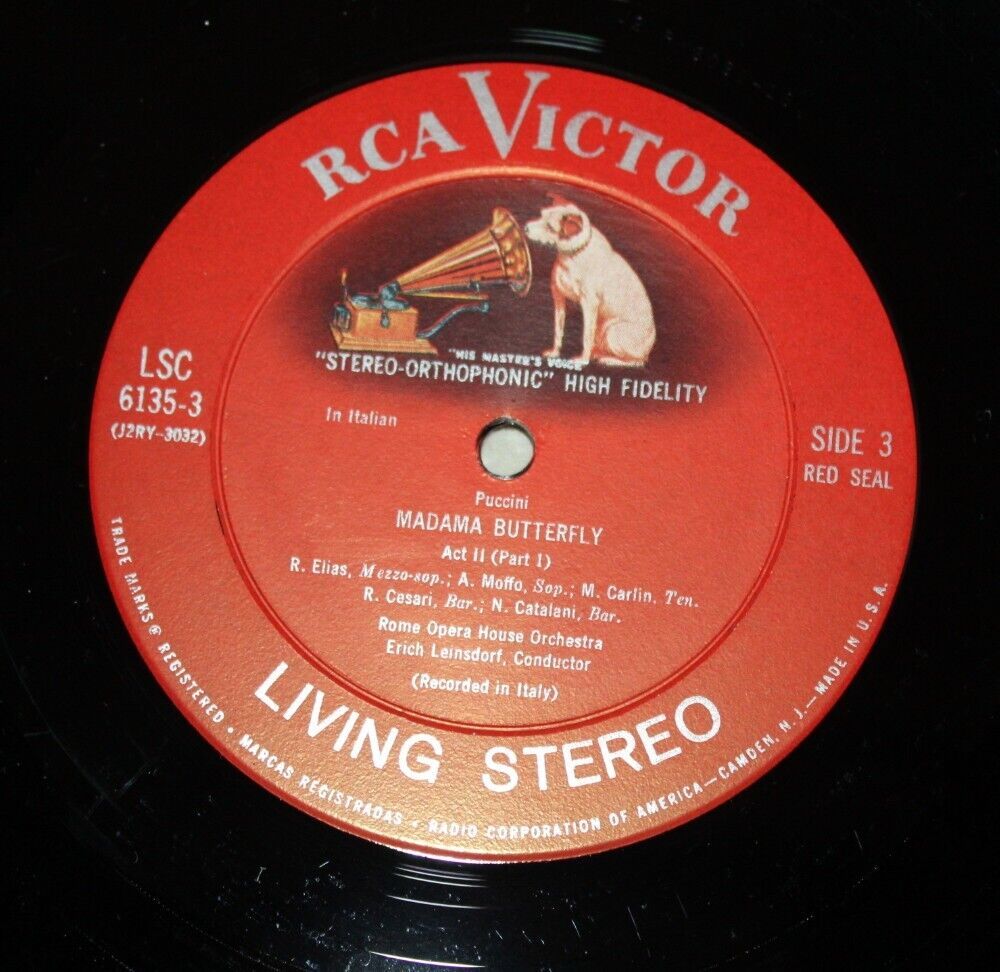 RCA VICTOR
"HIS MASTER'S VOICE"
"STEREO-ORTHOPHONIC" HIGH FIDELITY
LSC
6135-3
(J2RY-3032)
In Italian
SIDE 3
RED SEAL
Puccini
MADAMA BUTTERFLY
Act II (Part 1)
R. Elias, Mezzo-sop.; A. Moffo, Sop.; M. Carlin, Ten.
R. Cesari, Bar.; N. Catalani, Bar.
Rome Opera House Orchestra
Erich Leinsdorf, Conductor
(Recorded in Italy)
LIVING STEREO
TRADE MARKS ® REGISTERED • MARCAS REGISTRADAS • RADIO CORPORATION OF AMERICA—CAMDEN, N. J.—MADE IN U. S. A.